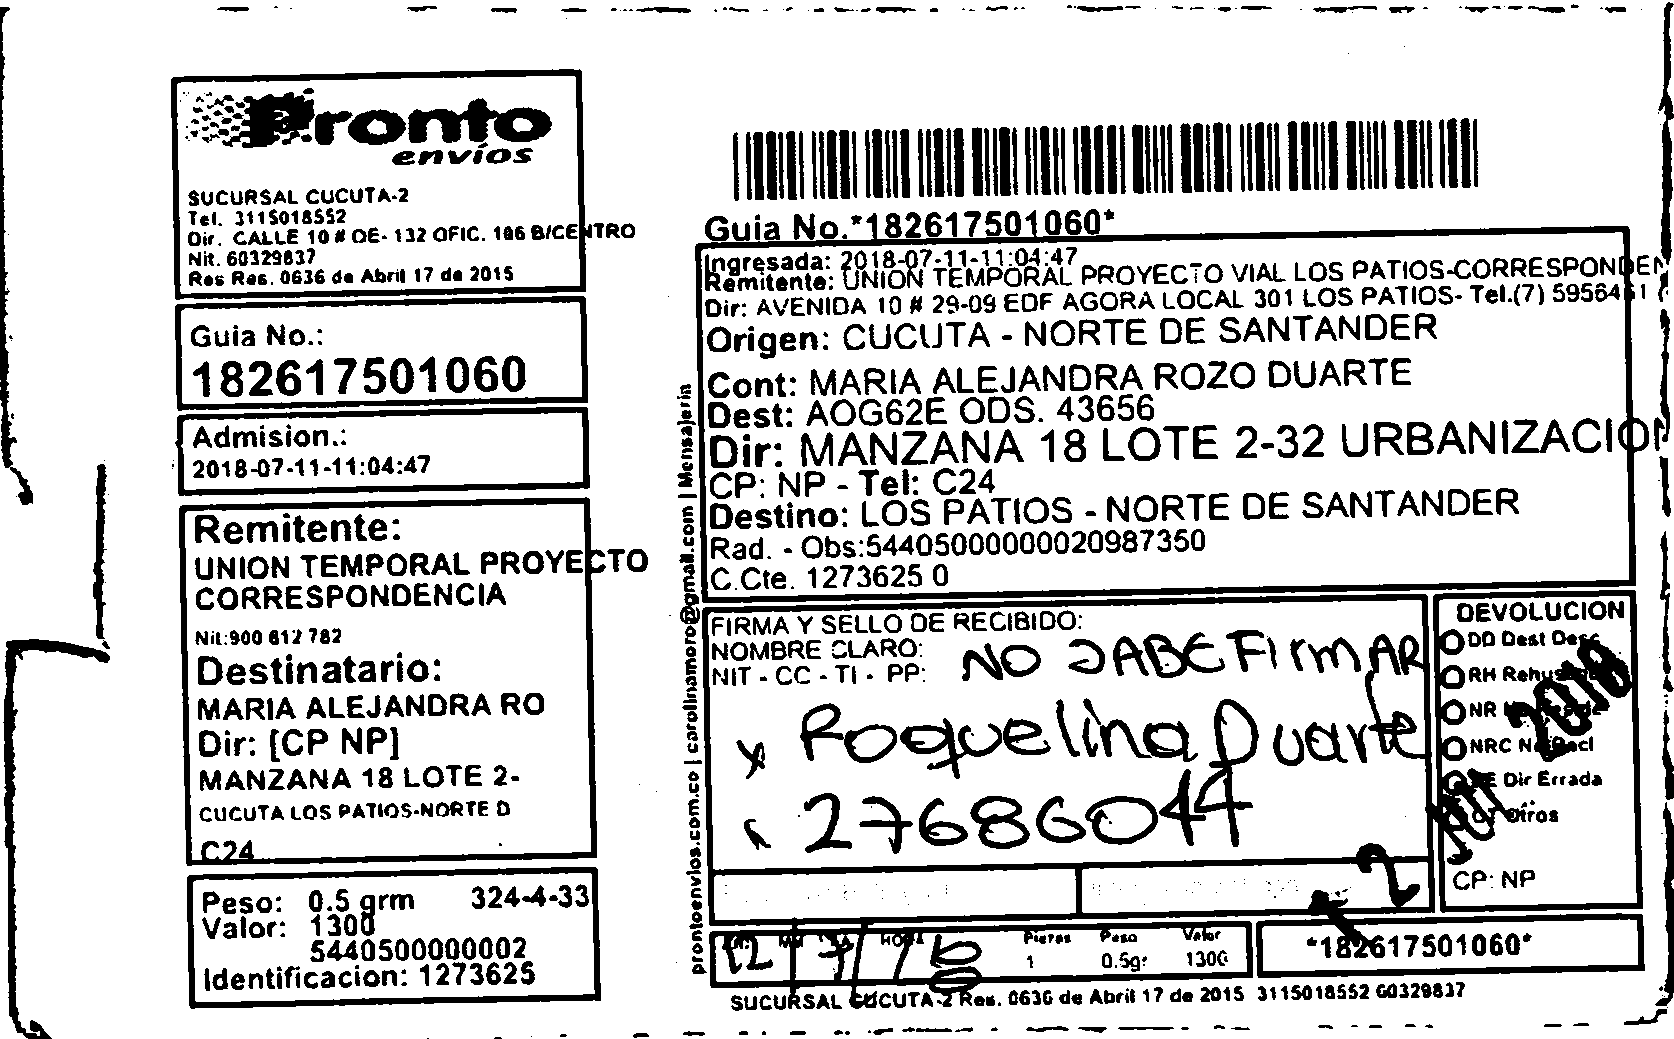 Pronto
envíos
SUCURSAL CUCUTA-2
Tel. 3115018552
Dir. CALLE 10 # OE- 132 OFIC. 106 B/CENTRO
Nit. 60329837
Res Res. 0636 de Abril 17 de 2015
Guia No.:
182617501060
Admision.:
2018-07-11-11:04:47
Remitente:
UNION TEMPORAL PROYECTO
CORRESPONDENCIA
Nit:900 612 782
Destinatario:
MARIA ALEJANDRA RO
Dir: [CP NP]
MANZANA 18 LOTE 2-
CUCUTA LOS PATIOS-NORTE D
C24
Peso: 0.5 grm 324-4-33
Valor: 1300
5440500000002
Identificacion: 1273625
prontoenvios.com.co | carolinamoro@gmail.com | Mensajeria
Guia No.*182617501060*
Ingresada: 2018-07-11-11:04:47
Remitente: UNION TEMPORAL PROYECTO VIAL LOS PATIOS-CORRESPONDEN
Dir: AVENIDA 10 # 29-09 EDF AGORA LOCAL 301 LOS PATIOS- Tel.(7) 5956461 (
Origen: CUCUTA - NORTE DE SANTANDER
Cont: MARIA ALEJANDRA ROZO DUARTE
Dest: AOG62E ODS. 43656
Dir: MANZANA 18 LOTE 2-32 URBANIZACION
CP: NP - Tel: C24
Destino: LOS PATIOS - NORTE DE SANTANDER
Rad. - Obs:54405000000020987350
C.Cte. 1273625 0
FIRMA Y SELLO DE RECIBIDO:
NOMBRE CLARO:
NIT - CC - TI - PP:
NO SABE FIRMAR
x Roquelina Duarte
27686044
DEVOLUCION
DD Dest Desc
RH Rehus
NR
NRC No Recl
DE Dir Errada
OT Otros
CP: NP
12 JUL 2018
12/7/
HORA
Piezas Peso Valor
1 0.5gr 1300
*182617501060*
SUCURSAL CUCUTA-2 Res. 0636 de Abril 17 de 2015 3115018552 60329837